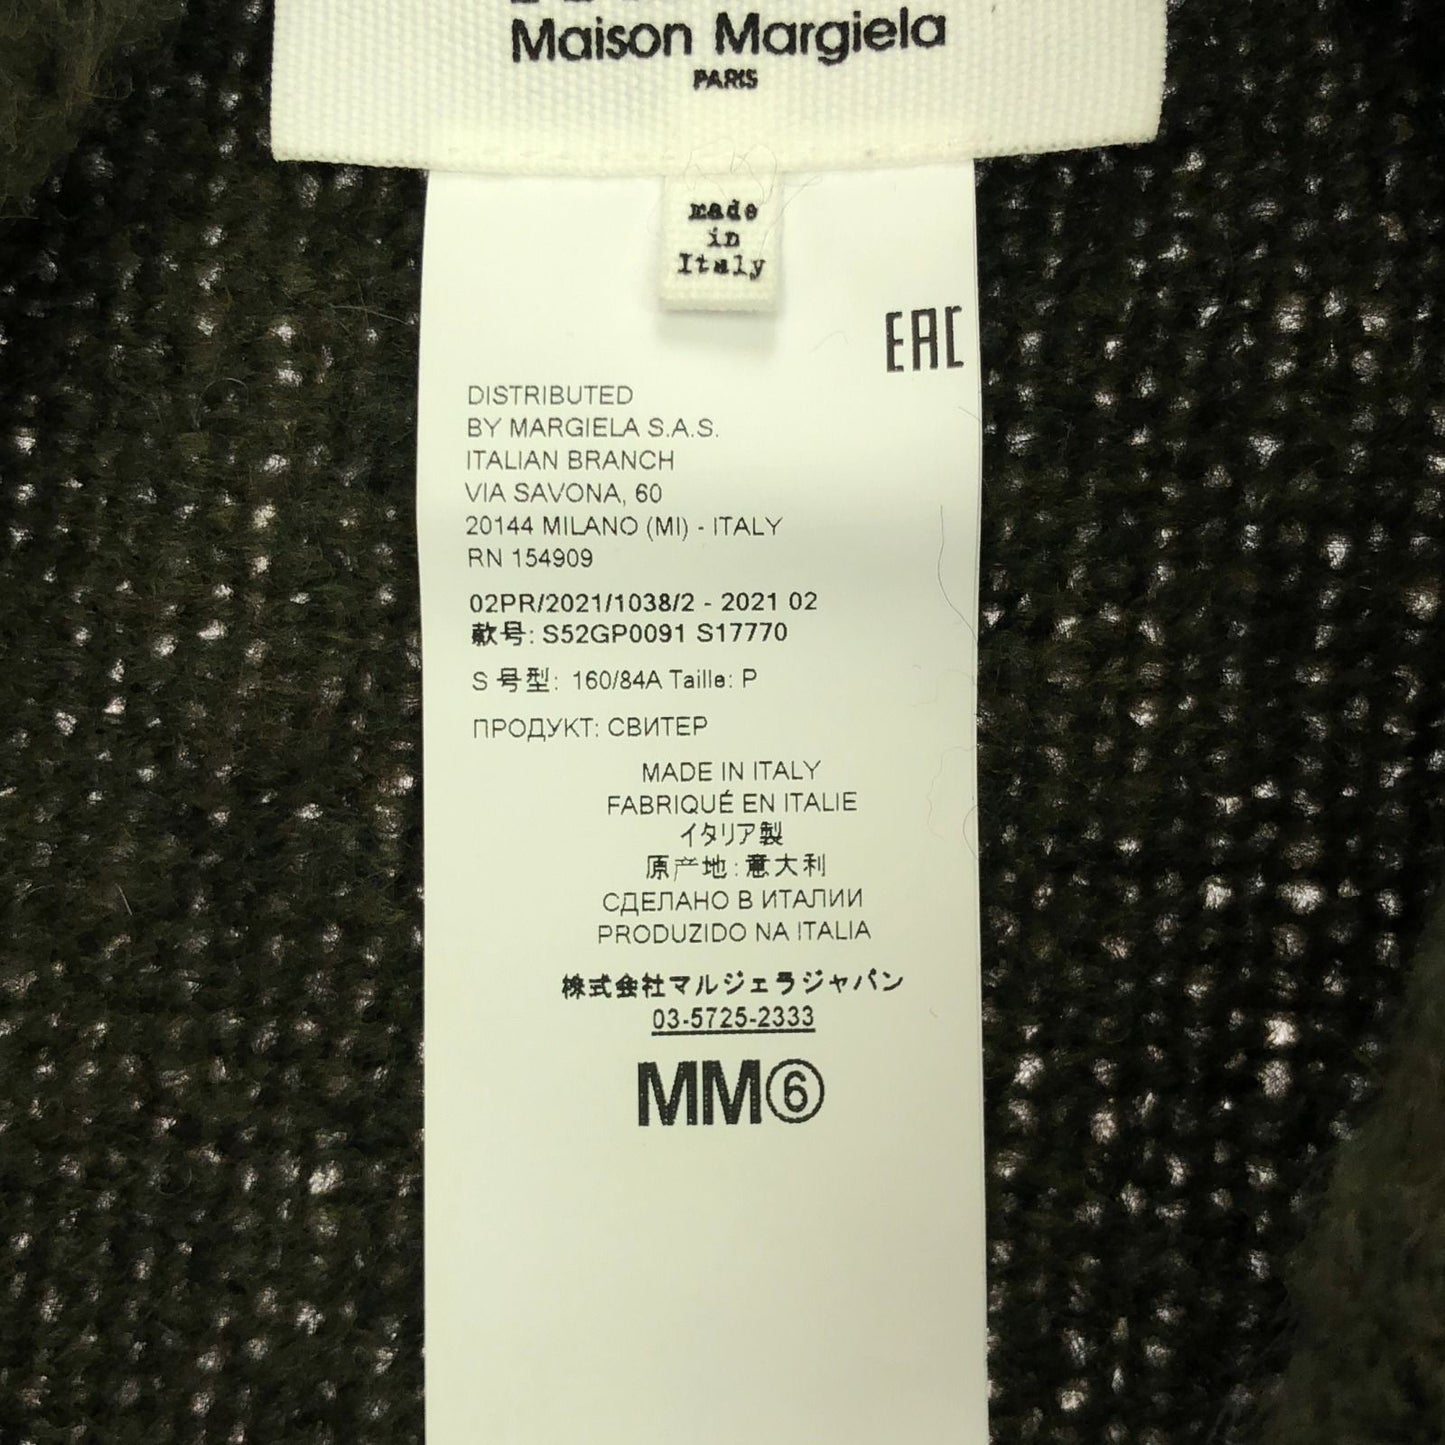 Maison Margiela
PARIS
made
in
Italy
EAC
DISTRIBUTED
BY MARGIELA S.A.S.
ITALIAN BRANCH
VIA SAVONA, 60
20144 MILANO (MI) - ITALY
RN 154909
02PR/2021/1038/2 - 2021 02
款号: S52GP0091 S17770
S 号型: 160/84A Taille: P
ПРОДУКТ: СВИТЕР
MADE IN ITALY
FABRIQUÉ EN ITALIE
イタリア製
原产地:意大利
СДЕЛАНО В ИТАЛИИ
PRODUZIDO NA ITALIA
株式会社マルジェラジャパン
03-5725-2333
MM⑥